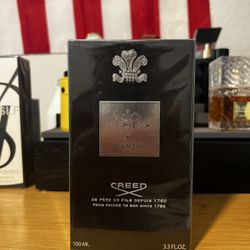 CREED
DE PÈRE EN FILS DEPUIS 1760
FROM FATHER TO SON SINCE 1760
100 ML
3.3 FL.OZ.